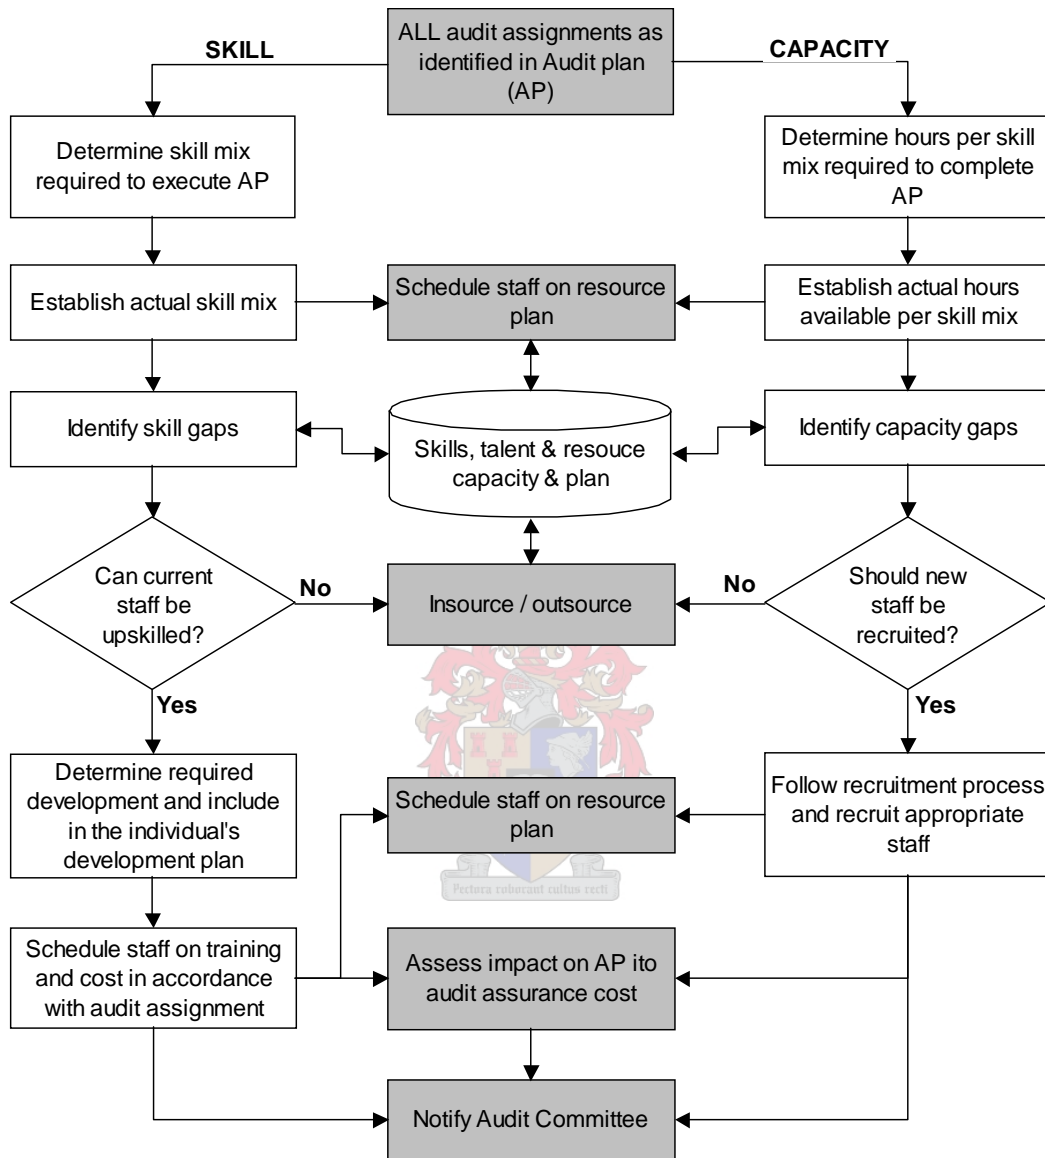 SKILL
ALL audit assignments as
identified in Audit plan
(AP)
CAPACITY
Determine skill mix
required to execute AP
Determine hours per skill
mix required to complete
AP
Establish actual skill mix
Schedule staff on resource
plan
Establish actual hours
available per skill mix
Identify skill gaps
Skills, talent & resouce
capacity & plan
Identify capacity gaps
Can current
staff be
upskilled?
No
Insource / outsource
No
Should new
staff be
recruited?
Yes
Yes
Determine required
development and include
in the individual's
development plan
Schedule staff on resource
plan
Follow recruitment process
and recruit appropriate
staff
Pectora roborant cultus recti
Schedule staff on training
and cost in accordance
with audit assignment
Assess impact on AP ito
audit assurance cost
Notify Audit Committee